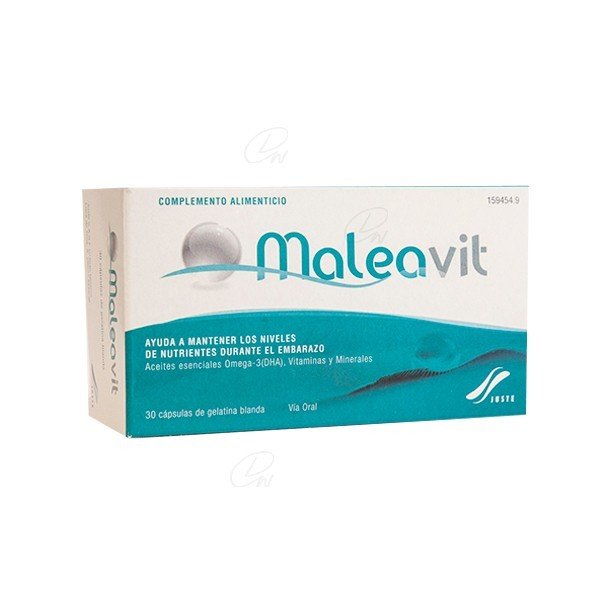 COMPLEMENTO ALIMENTICIO
159454.9
Maleavit
AYUDA A MANTENER LOS NIVELES
DE NUTRIENTES DURANTE EL EMBARAZO
Aceites esenciales Omega-3(DHA), Vitaminas y Minerales
30 cápsulas de gelatina blanda
Vía Oral
JUSTE
Maleavit